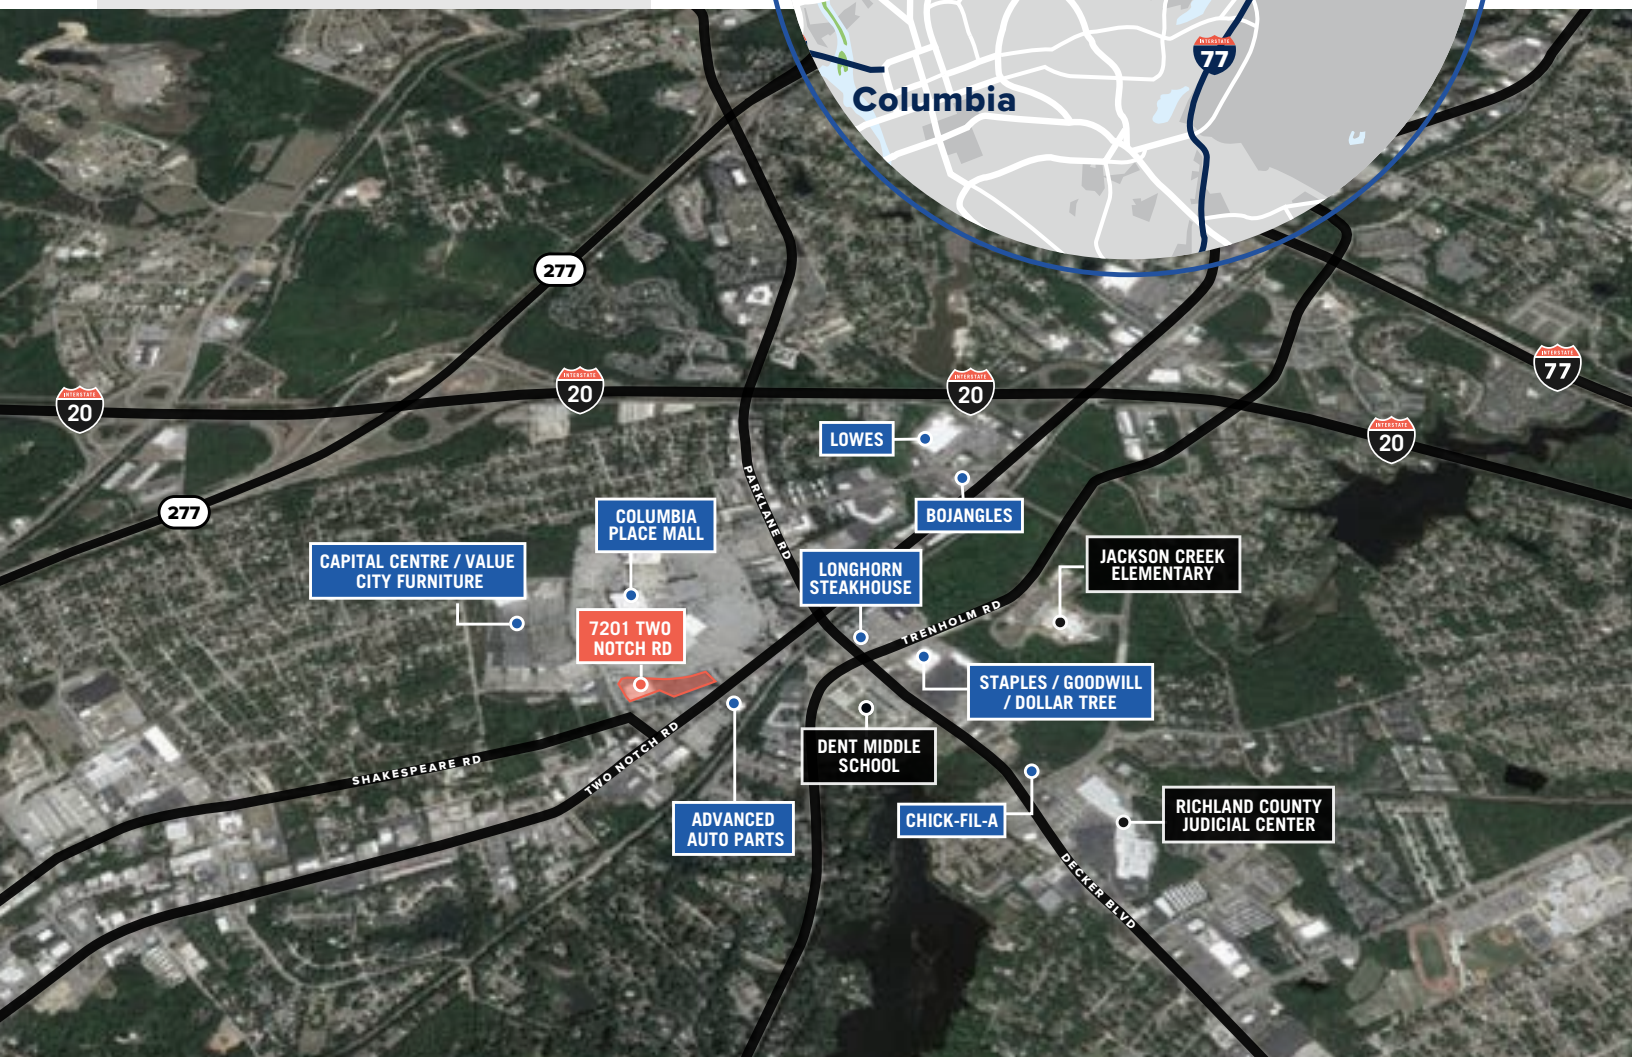 INTERSTATE
77
Columbia
277
INTERSTATE
20
INTERSTATE
20
INTERSTATE
20
INTERSTATE
77
INTERSTATE
20
277
LOWES
BOJANGLES
PARKLANE RD
COLUMBIA
PLACE MALL
CAPITAL CENTRE / VALUE
CITY FURNITURE
LONGHORN
STEAKHOUSE
JACKSON CREEK
ELEMENTARY
7201 TWO
NOTCH RD
TRENHOLM RD
STAPLES / GOODWILL
/ DOLLAR TREE
DENT MIDDLE
SCHOOL
SHAKESPEARE RD
TWO NOTCH RD
ADVANCED
AUTO PARTS
CHICK-FIL-A
RICHLAND COUNTY
JUDICIAL CENTER
DECKER BLVD